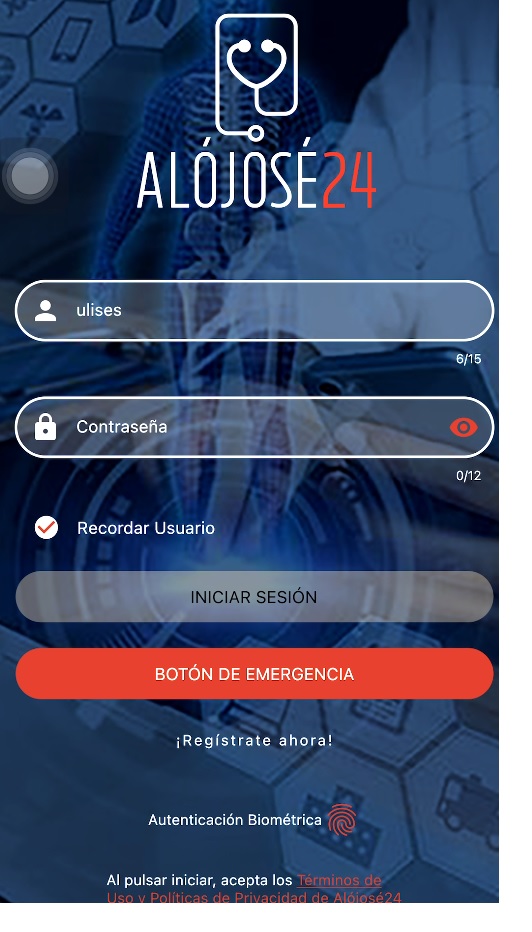 ALÓJOSÉ24
ulises
6/15
Contraseña
0/12
Recordar Usuario
INICIAR SESIÓN
BOTÓN DE EMERGENCIA
¡Regístrate ahora!
Autenticación Biométrica
Al pulsar iniciar, acepta los Términos de
Uso y Políticas de Privacidad de Alójosé24